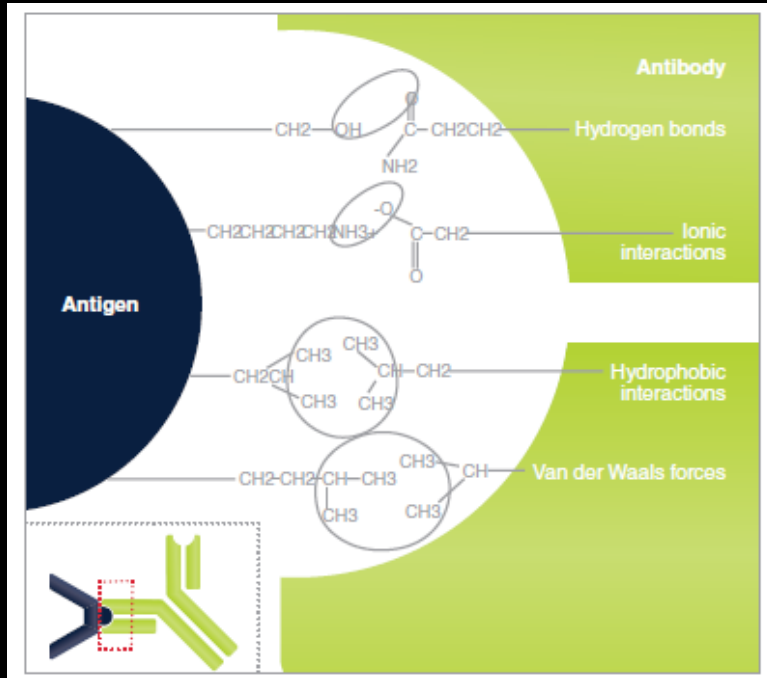 Antibody
CH2 OH C CH2CH2 Hydrogen bonds
O
NH2
CH2CH2CH2CH2NH3+ -O C CH2 Ionic
interactions
O
Antigen
CH2CH CH3 CH3 CH CH2 Hydrophobic
CH3 CH3 interactions
CH2-CH2-CH-CH3 CH3 CH Van der Waals forces
CH3 CH3